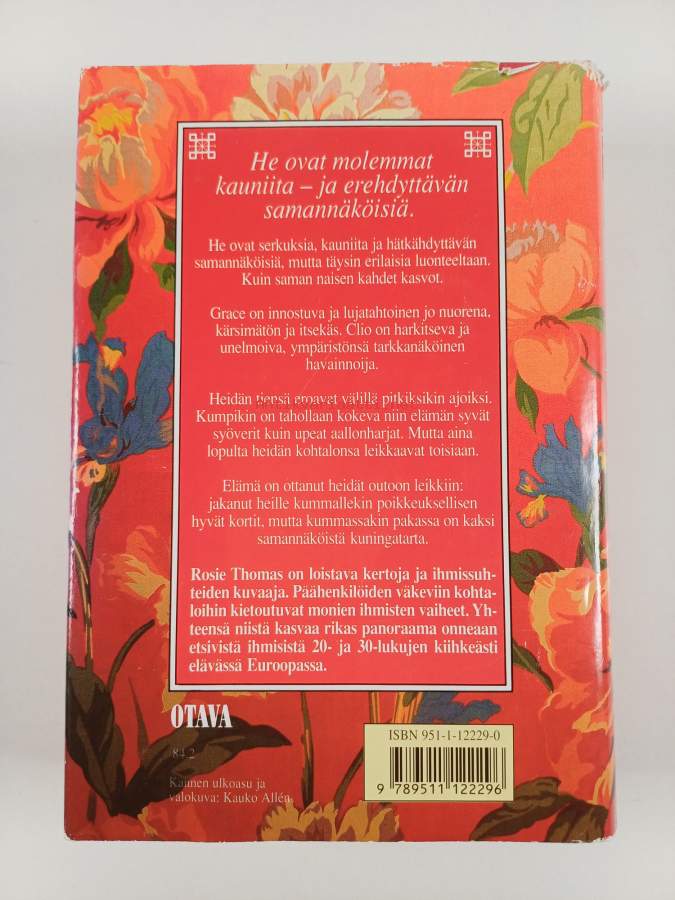 He ovat molemmat
kauniita – ja erehdyttävän
samannäköisiä.
He ovat serkuksia, kauniita ja hätkähdyttävän
samannäköisiä, mutta täysin erilaisia luonteeltaan.
Kuin saman naisen kahdet kasvot.
Grace on innostuva ja lujatahtoinen jo nuorena,
kärsimätön ja itsekäs. Clio on harkitseva ja
unelmoiva, ympäristönsä tarkkanäköinen
havainnoija.
Heidän tiensä eroavat välillä pitkiksikin ajoiksi.
Kumpikin on tahollaan kokeva niin elämän syvät
syöverit kuin upeat aallonharjat. Mutta aina
lopulta heidän kohtalonsa leikkaavat toisiaan.
Elämä on ottanut heidät outoon leikkiin:
jakanut heille kummallekin poikkeuksellisen
hyvät kortit, mutta kummassakin pakassa on kaksi
samannäköistä kuningatarta.
Rosie Thomas on loistava kertoja ja ihmissuh-
teiden kuvaaja. Päähenkilöiden väkeviin kohta-
loihin kietoutuvat monien ihmisten vaiheet. Yh-
teensä niistä kasvaa rikas panoraama onneaan
etsivistä ihmisistä 20- ja 30-lukujen kiihkeästi
elävässä Euroopassa.
OTAVA
84.2
Kannen ulkoasu ja
valokuva: Kauko Allén
ISBN 951-1-12229-0
9 789511 122296